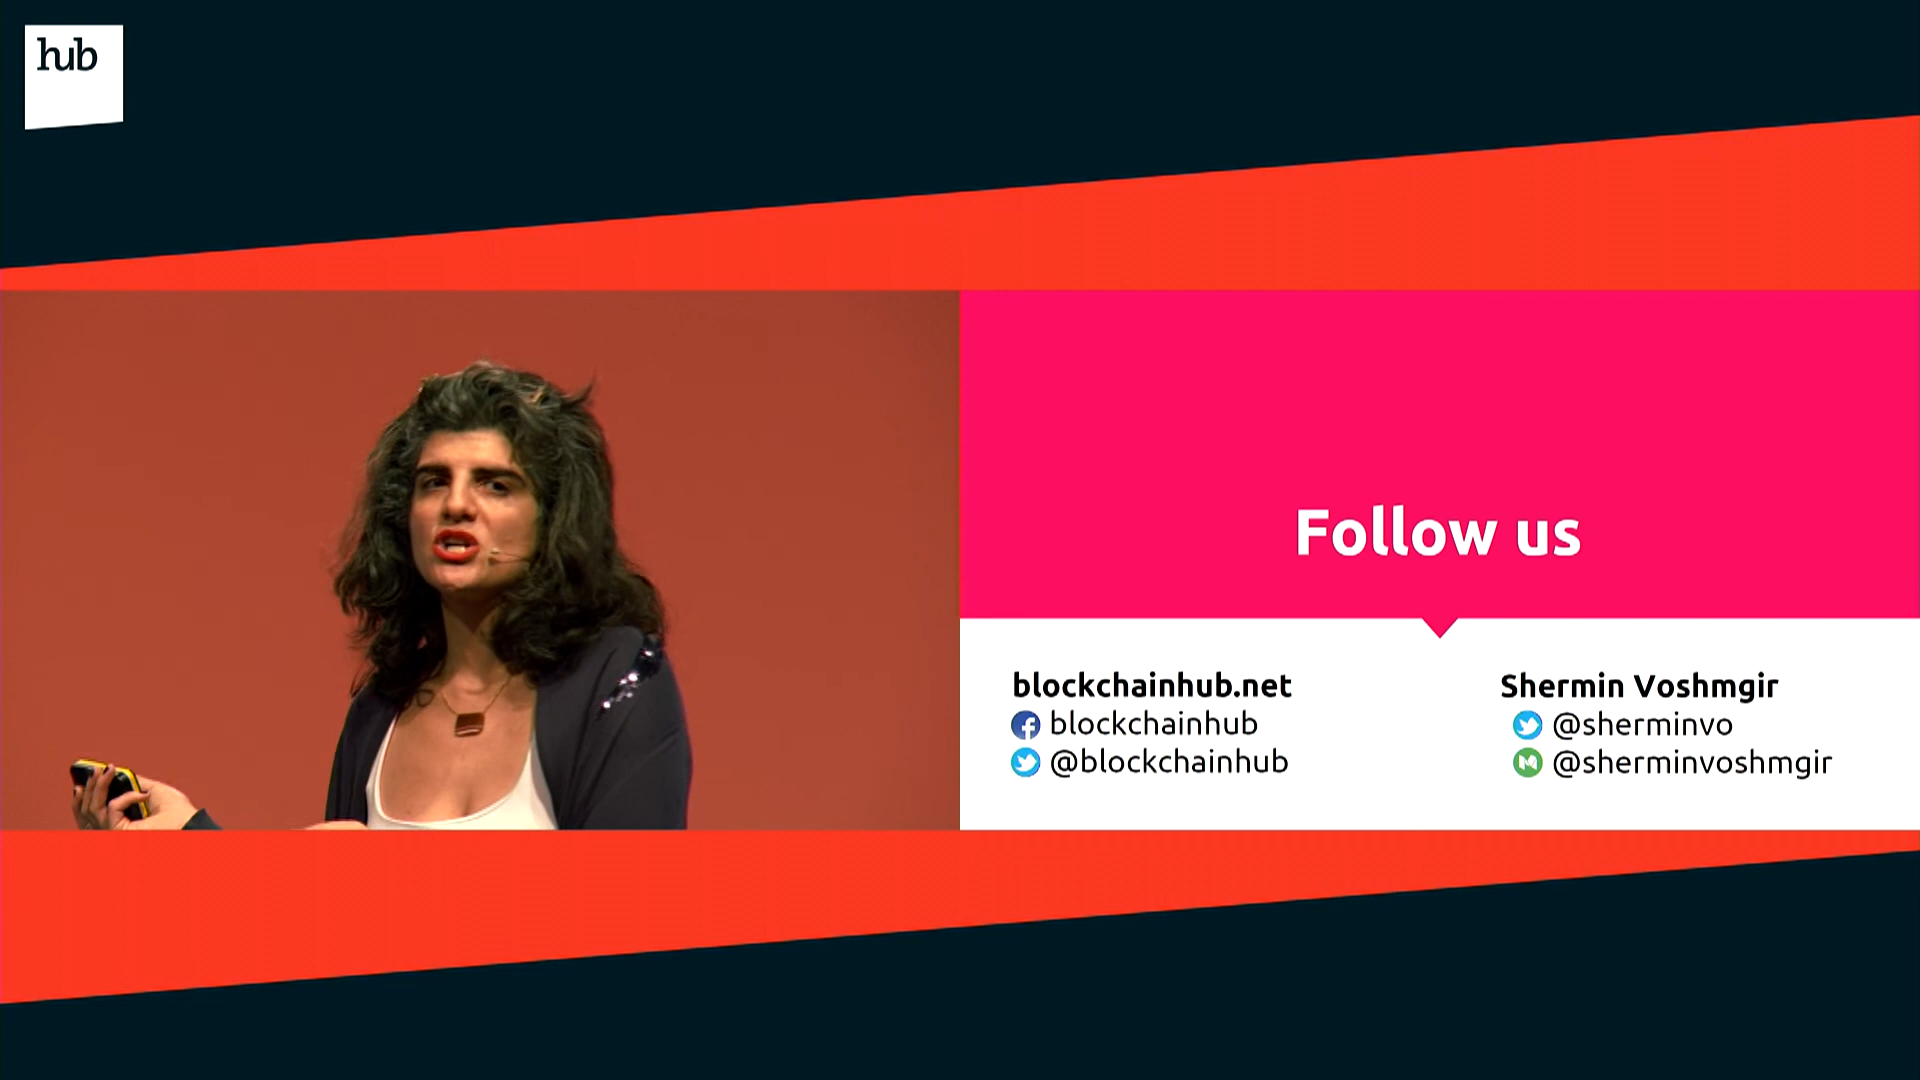 hub
Follow us
blockchainhub.net
blockchainhub
@blockchainhub
Shermin Voshmgir
@sherminvo
@sherminvoshmgir